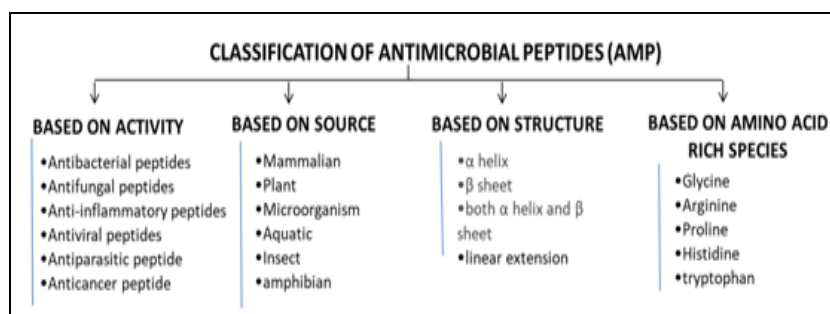 CLASSIFICATION OF ANTIMICROBIAL PEPTIDES (AMP)
BASED ON ACTIVITY
•Antibacterial peptides
•Antifungal peptides
•Anti-inflammatory peptides
•Antiviral peptides
•Antiparasitic peptide
•Anticancer peptide
BASED ON SOURCE
•Mammalian
•Plant
•Microorganism
•Aquatic
•Insect
•amphibian
BASED ON STRUCTURE
•α helix
•β sheet
•both α helix and β
sheet
•linear extension
BASED ON AMINO ACID
RICH SPECIES
•Glycine
•Arginine
•Proline
•Histidine
•tryptophan